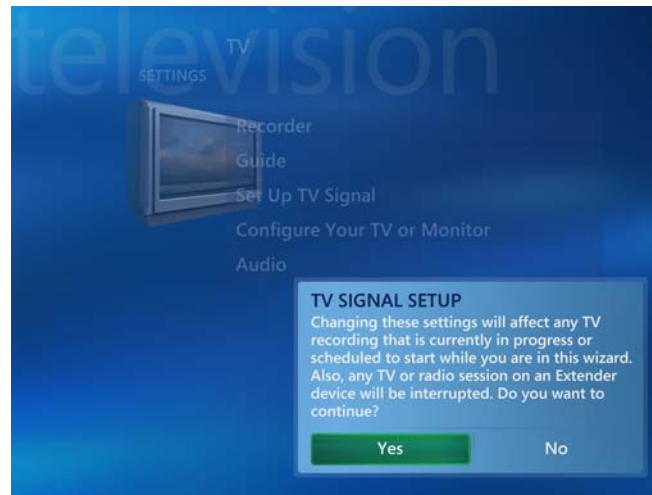 television
TV
SETTINGS
Recorder
Guide
Set Up TV Signal
Configure Your TV or Monitor
Audio
TV SIGNAL SETUP
Changing these settings will affect any TV
recording that is currently in progress or
scheduled to start while you are in this wizard.
Also, any TV or radio session on an Extender
device will be interrupted. Do you want to
continue?
Yes
No